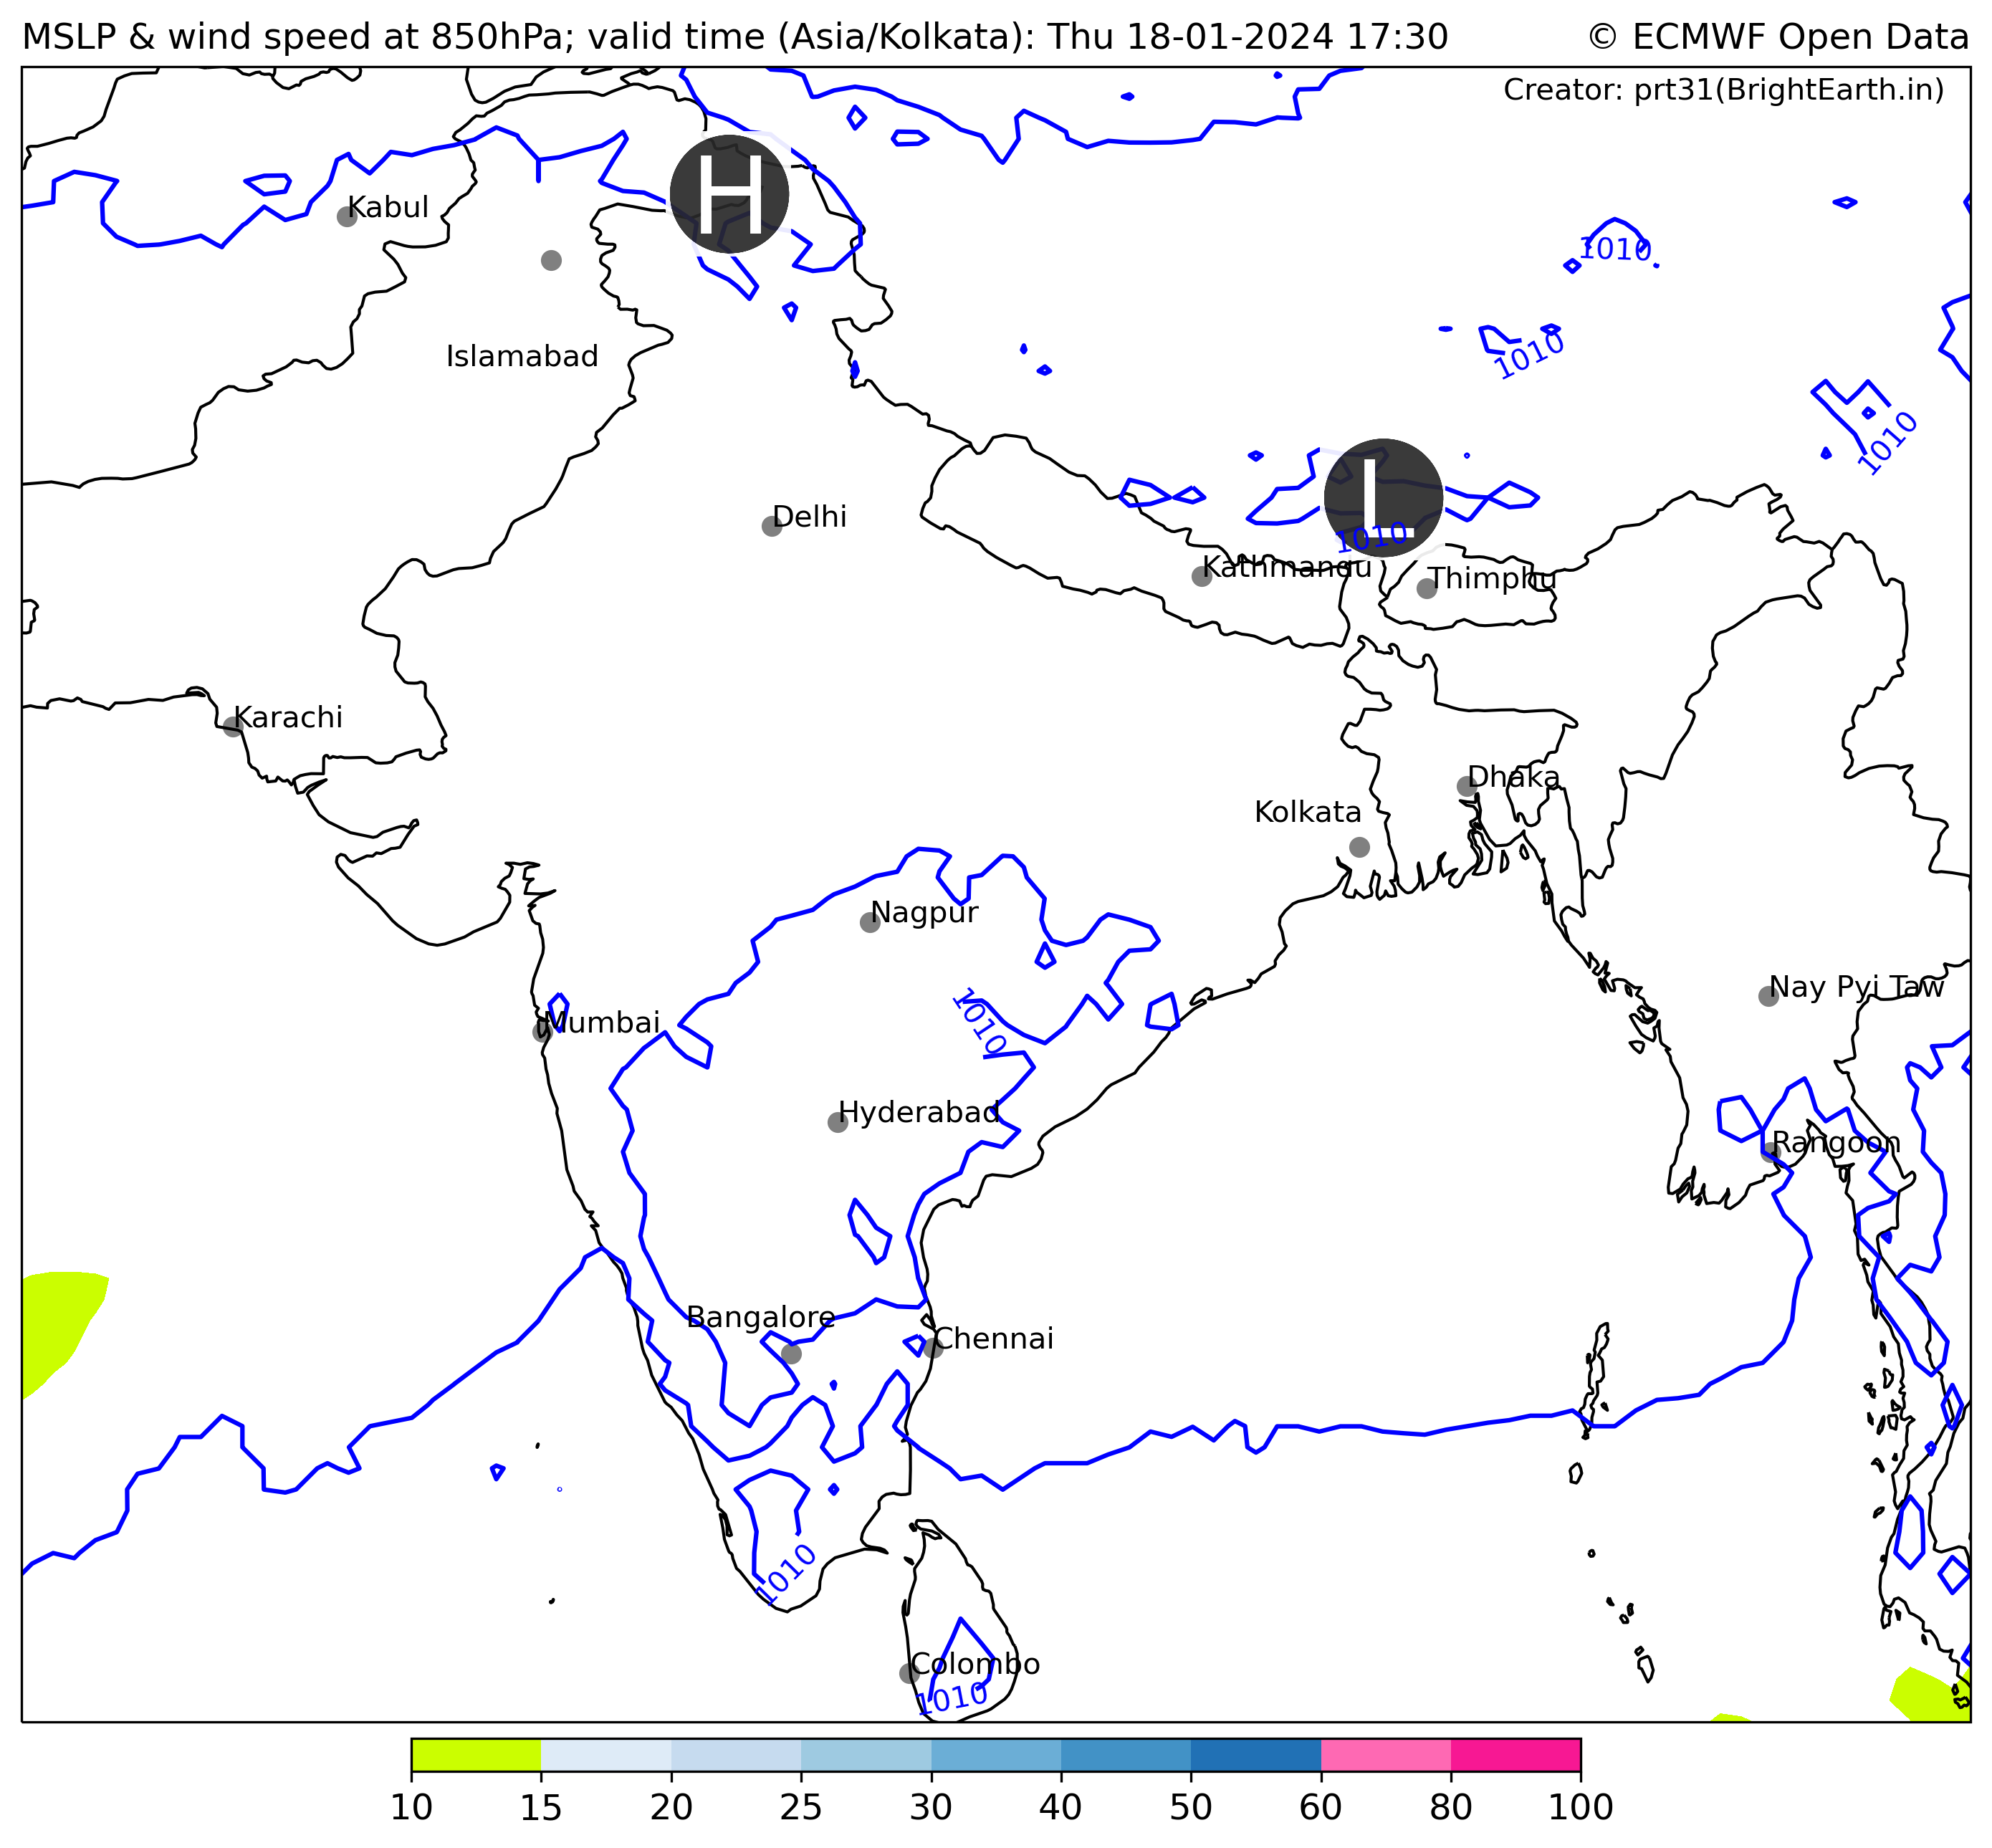 MSLP & wind speed at 850hPa; valid time (Asia/Kolkata): Thu 18-01-2024 17:30
© ECMWF Open Data
Creator: prt31(BrightEarth.in)
H
Kabul
1010
Islamabad
1010
1010
L
Delhi
1010
Kathmandu
Thimphu
Karachi
Dhaka
Kolkata
Nagpur
Nay Pyi Taw
1010
Mumbai
Hyderabad
Rangoon
Bangalore
Chennai
1010
Colombo
1010
10 15 20 25 30 40 50 60 80 100